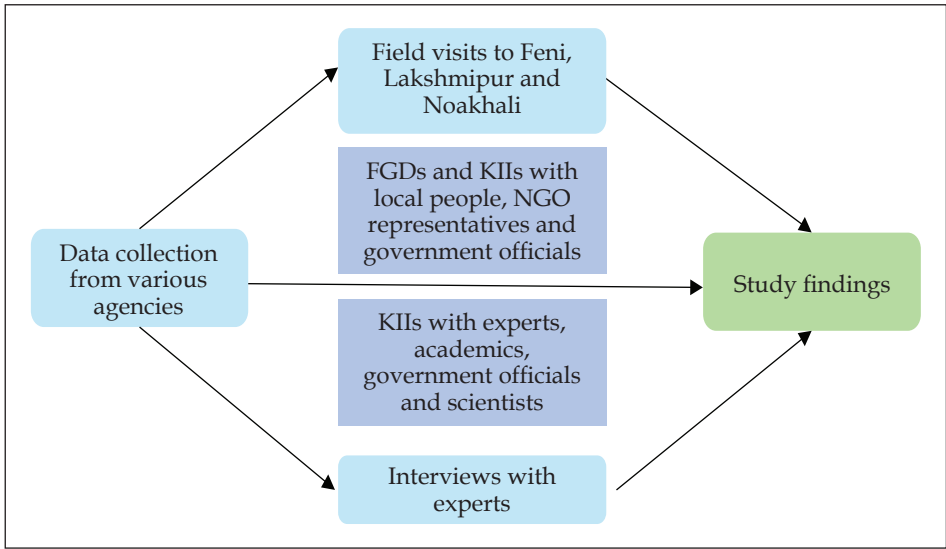 Field visits to Feni,
Lakshmipur and
Noakhali
FGDs and KIIs with
local people, NGO
representatives and
government officials
Data collection
from various
agencies
Study findings
KIIs with experts,
academics,
government officials
and scientists
Interviews with
experts